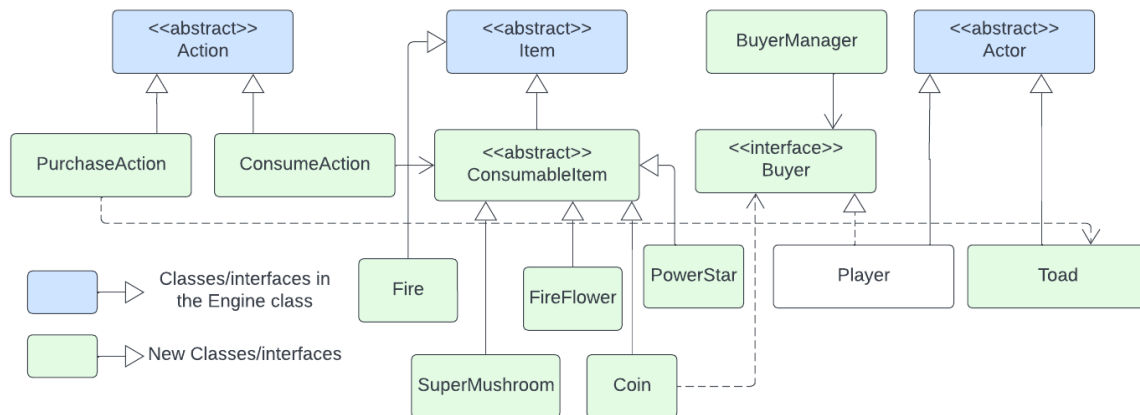 <<abstract>>
Action
<<abstract>>
Item
BuyerManager
<<abstract>>
Actor
PurchaseAction
ConsumeAction
<<abstract>>
ConsumableItem
<<interface>>
Buyer
Classes/interfaces in
the Engine class
Fire
FireFlower
PowerStar
Player
Toad
New Classes/interfaces
SuperMushroom
Coin